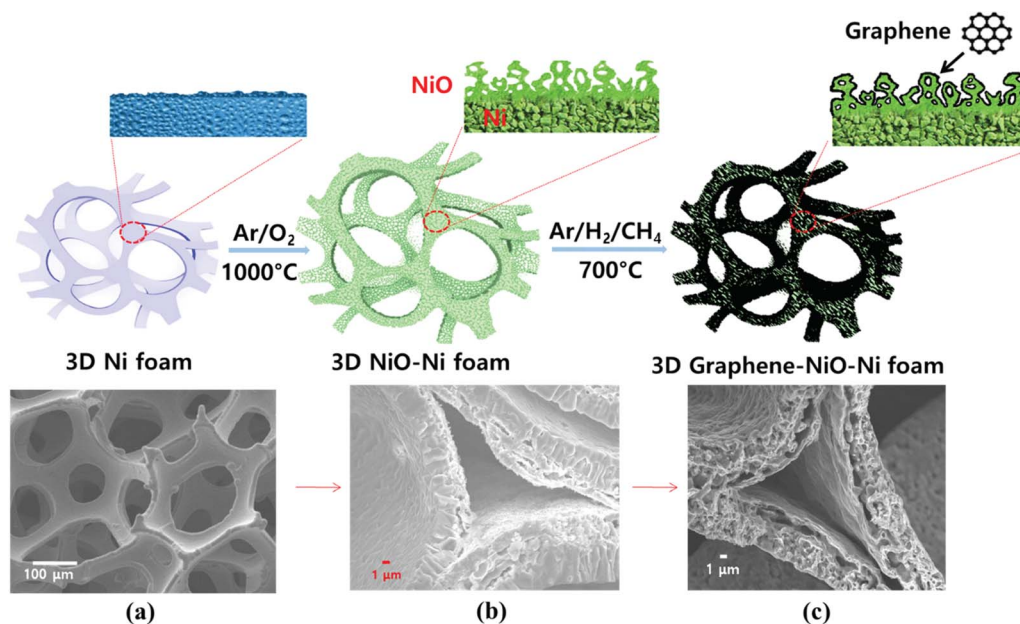 Graphene
NiO
Ni
Ar/O2
1000°C
Ar/H2/CH4
700°C
3D Ni foam
3D NiO-Ni foam
3D Graphene-NiO-Ni foam
100 µm
1 µm
1 µm
(a)
(b)
(c)